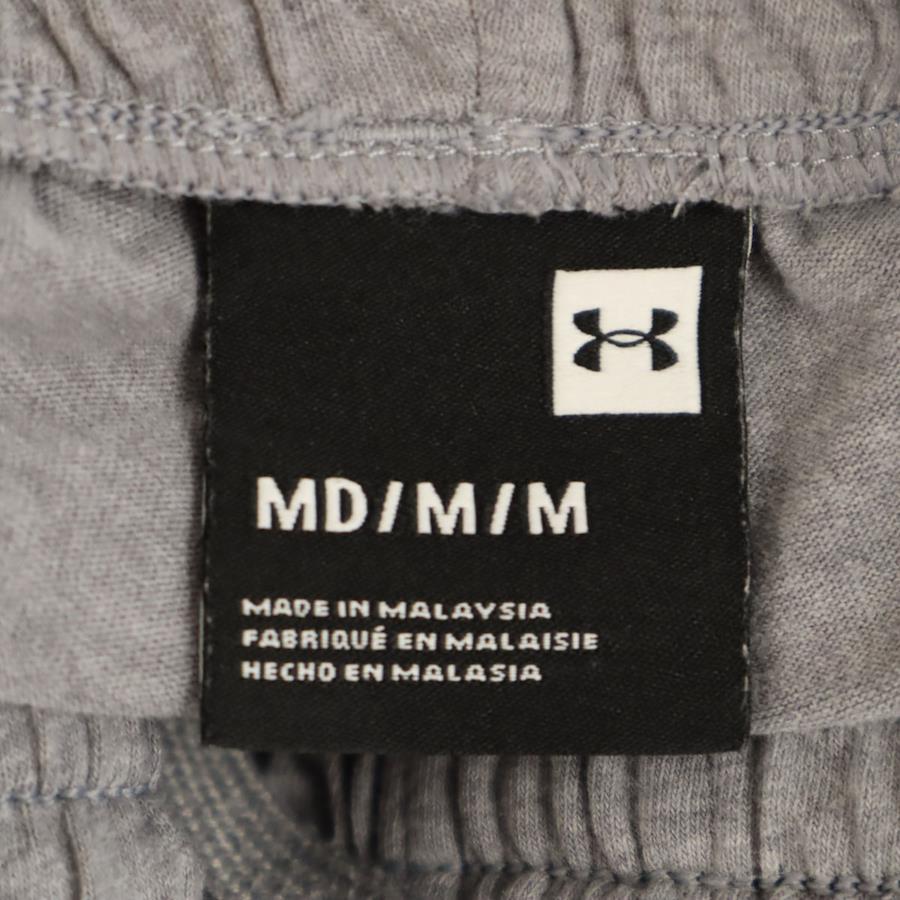 MD/M/M
MADE IN MALAYSIA
FABRIQUÉ EN MALAISIE
HECHO EN MALASIA